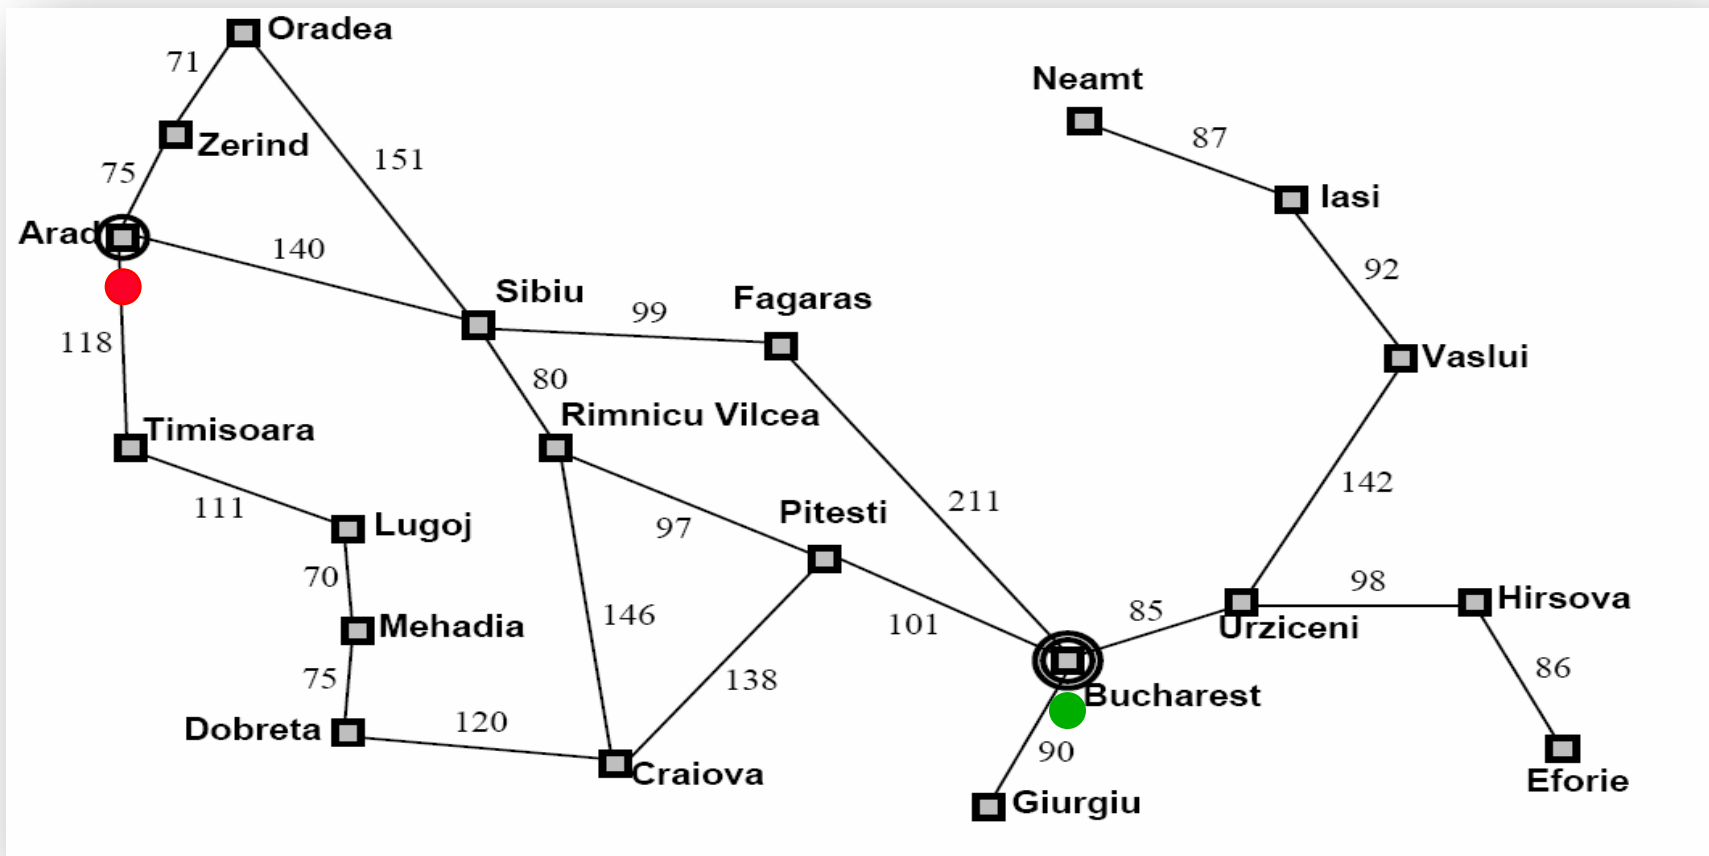 Oradea
71
Neamt
87
Zerind
151
75
Iasi
Arad
140
92
Sibiu
Fagaras
99
118
Vaslui
80
Rimnicu Vilcea
Timisoara
142
211
111
Pitesti
Lugoj
97
70
98
Hirsova
146
101
85
Urziceni
Mehadia
86
75
138
Bucharest
Dobreta
120
90
Craiova
Eforie
Giurgiu